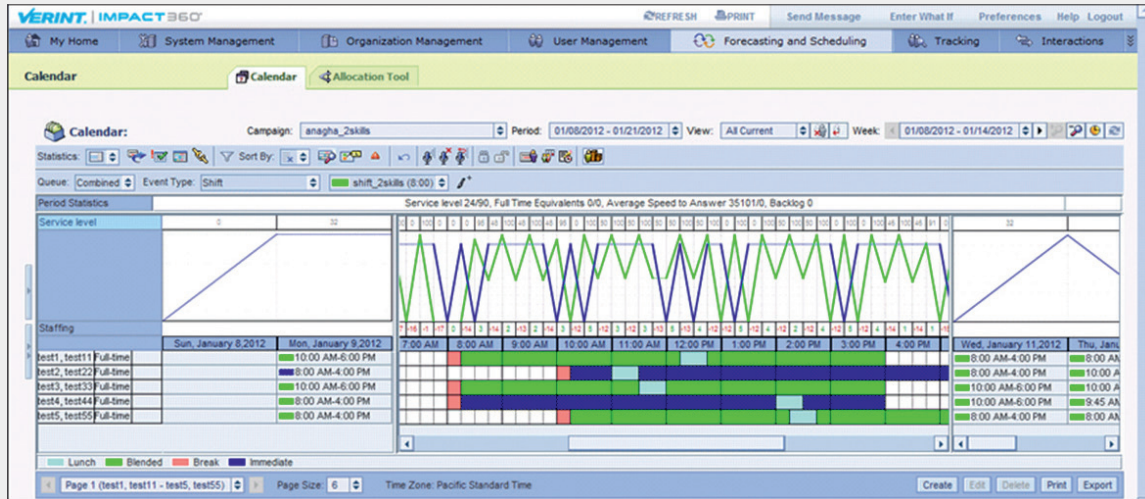 VERINT. | IMPACT 360°
REFRESH PRINT Send Message Enter What If Preferences Help Logout
My Home System Management Organization Management User Management Forecasting and Scheduling Tracking Interactions
Calendar Calendar Allocation Tool
Calendar: Campaign: anagha_2skills Period: 01/08/2012 - 01/21/2012 View: All Current Week: 01/08/2012 - 01/14/2012
Statistics: Sort By:
Queue: Combined Event Type: Shift shift_2skills (8:00)
Period Statistics Service level 24/90, Full Time Equivalents 0/0, Average Speed to Answer 35101/0, Backlog 0
Service level 0 32 32
Staffing
Sun, January 8,2012 Mon, January 9,2012 7:00 AM 8:00 AM 9:00 AM 10:00 AM 11:00 AM 12:00 PM 1:00 PM 2:00 PM 3:00 PM 4:00 PM Wed, January 11,2012 Thu, Janu
test1, test11 Full-time 10:00 AM-6:00 PM 8:00 AM-4:00 PM 8:00 AM
test2, test22 Full-time 8:00 AM-4:00 PM 8:00 AM-4:00 PM 10:00 A
test3, test33 Full-time 10:00 AM-6:00 PM 10:00 AM-6:00 PM 10:00 A
test4, test44 Full-time 8:00 AM-4:00 PM 10:00 AM-6:00 PM 9:45 AM
test5, test55 Full-time 8:00 AM-4:00 PM 8:00 AM-4:00 PM 8:00 AM
Lunch Blended Break Immediate
Page 1 (test1, test11 - test5, test55) Page Size: 6 Time Zone: Pacific Standard Time Create Edit Delete Print Export